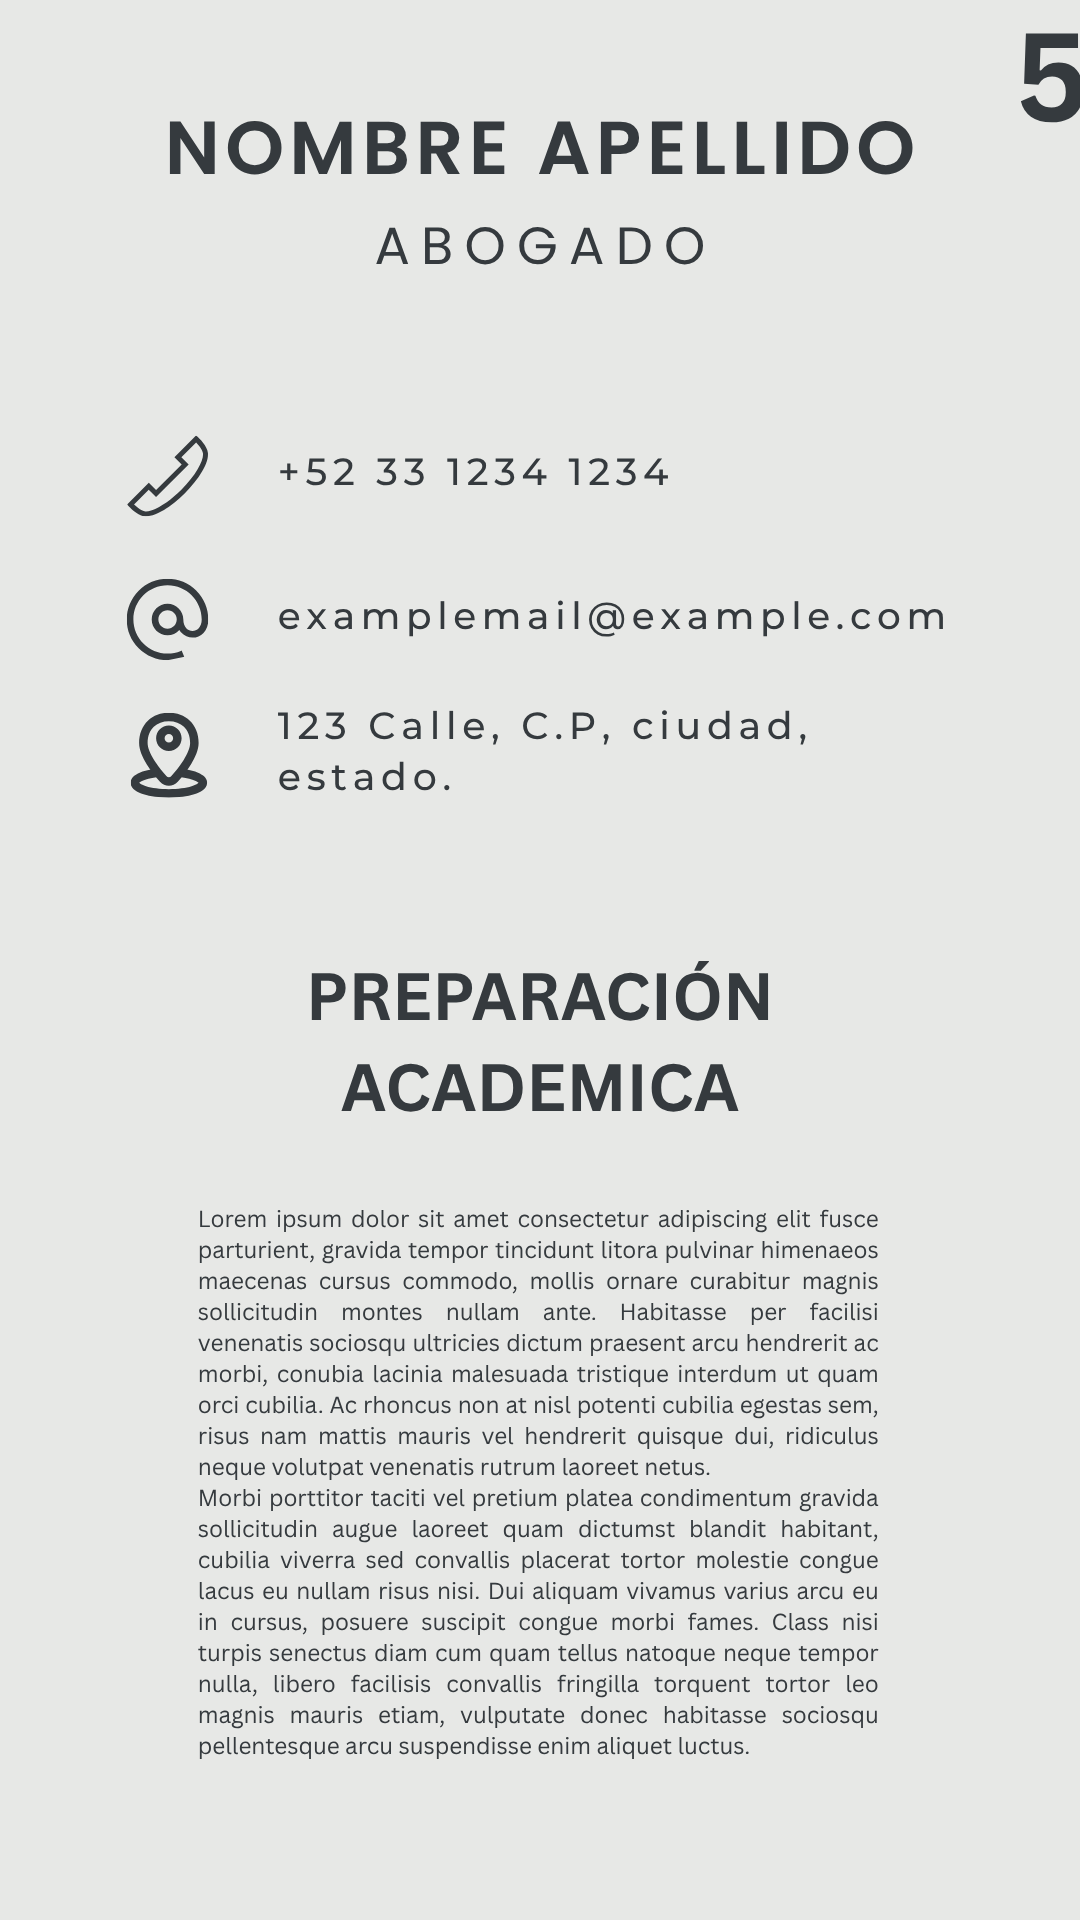 5
NOMBRE APELLIDO
ABOGADO
+52 33 1234 1234
examplemail@example.com
123 Calle, C.P, ciudad,
estado.
PREPARACIÓN
ACADEMICA
Lorem ipsum dolor sit amet consectetur adipiscing elit fusce
parturient, gravida tempor tincidunt litora pulvinar himenaeos
maecenas cursus commodo, mollis ornare curabitur magnis
sollicitudin montes nullam ante. Habitasse per facilisi
venenatis sociosqu ultricies dictum praesent arcu hendrerit ac
morbi, conubia lacinia malesuada tristique interdum ut quam
orci cubilia. Ac rhoncus non at nisl potenti cubilia egestas sem,
risus nam mattis mauris vel hendrerit quisque dui, ridiculus
neque volutpat venenatis rutrum laoreet netus.
Morbi porttitor taciti vel pretium platea condimentum gravida
sollicitudin augue laoreet quam dictumst blandit habitant,
cubilia viverra sed convallis placerat tortor molestie congue
lacus eu nullam risus nisi. Dui aliquam vivamus varius arcu eu
in cursus, posuere suscipit congue morbi fames. Class nisi
turpis senectus diam cum quam tellus natoque neque tempor
nulla, libero facilisis convallis fringilla torquent tortor leo
magnis mauris etiam, vulputate donec habitasse sociosqu
pellentesque arcu suspendisse enim aliquet luctus.